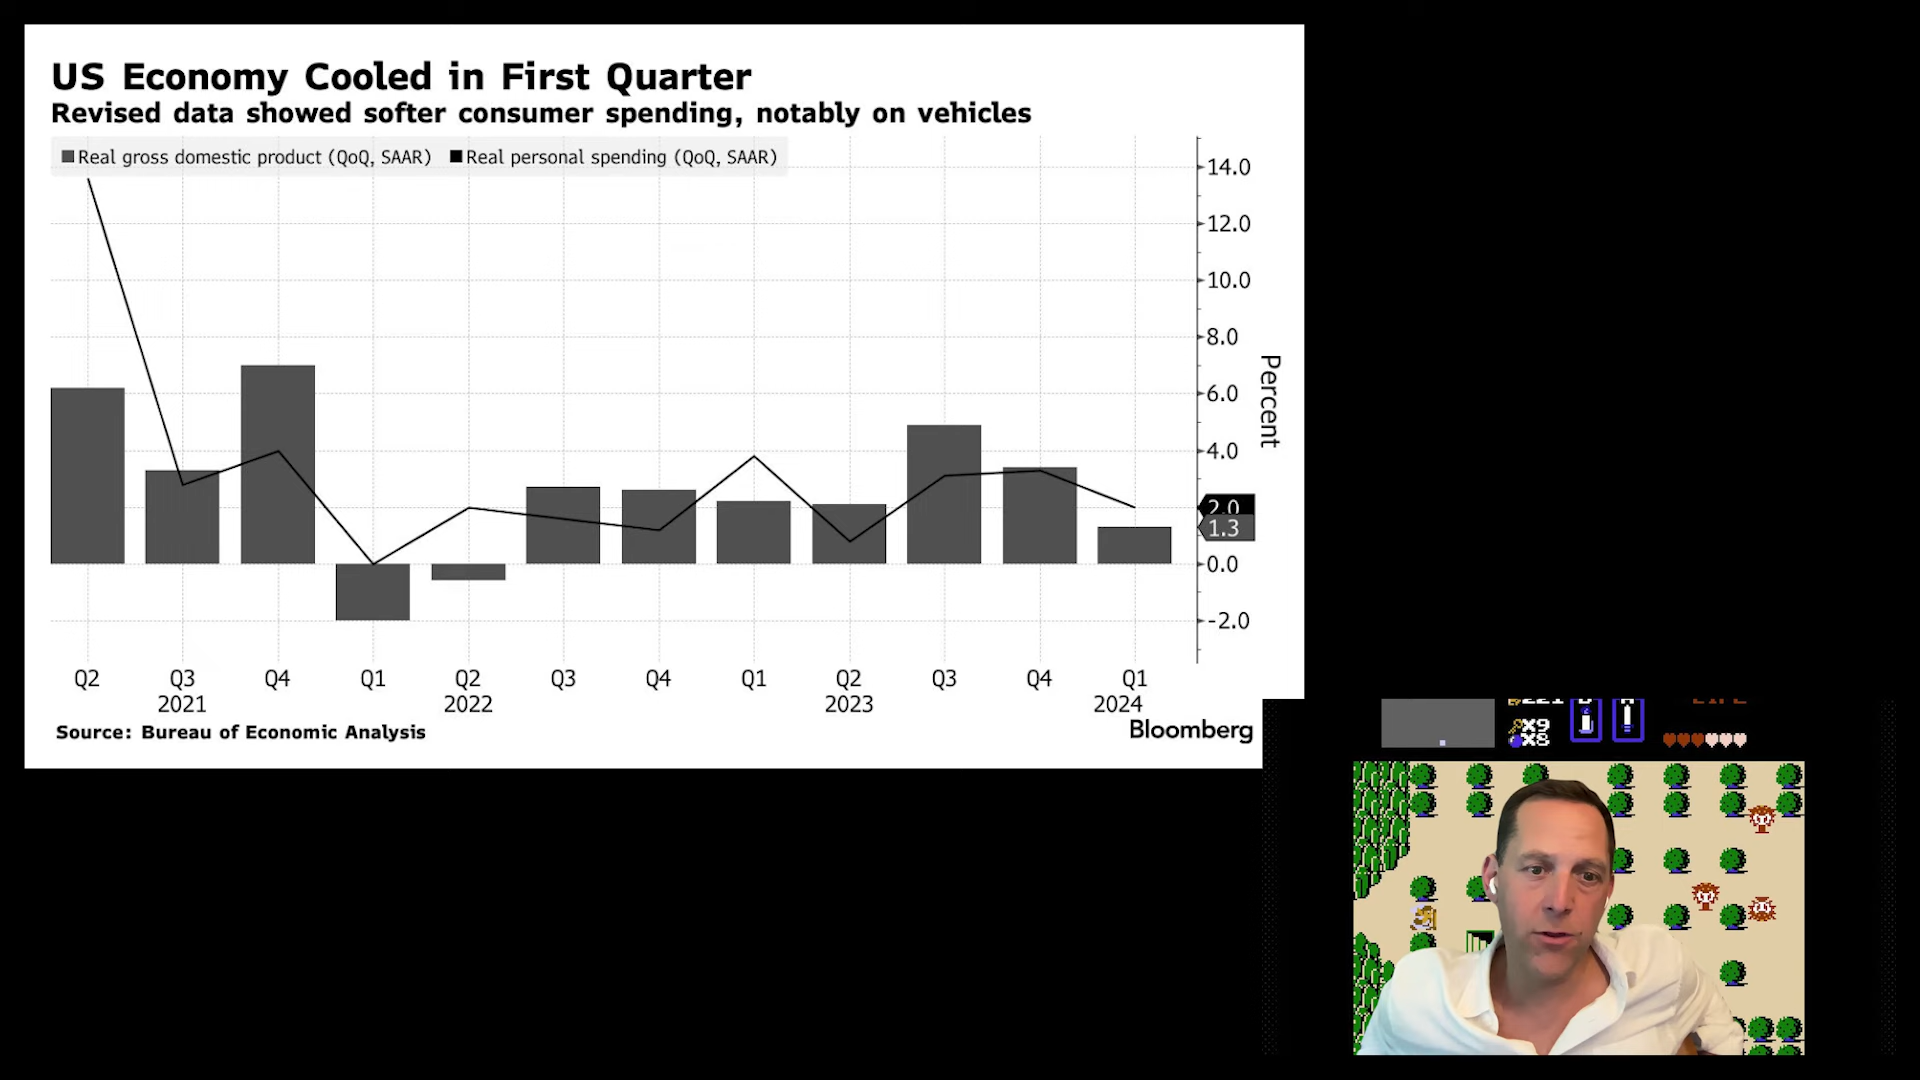 US Economy Cooled in First Quarter
Revised data showed softer consumer spending, notably on vehicles
Real gross domestic product (QoQ, SAAR) Real personal spending (QoQ, SAAR)
14.0
12.0
10.0
8.0
6.0
4.0
2.0
1.3
0.0
-2.0
Percent
Q2 Q3 Q4 Q1 Q2 Q3 Q4 Q1 Q2 Q3 Q4 Q1
2021 2022 2023 2024
Source: Bureau of Economic Analysis
Bloomberg
X9
X8